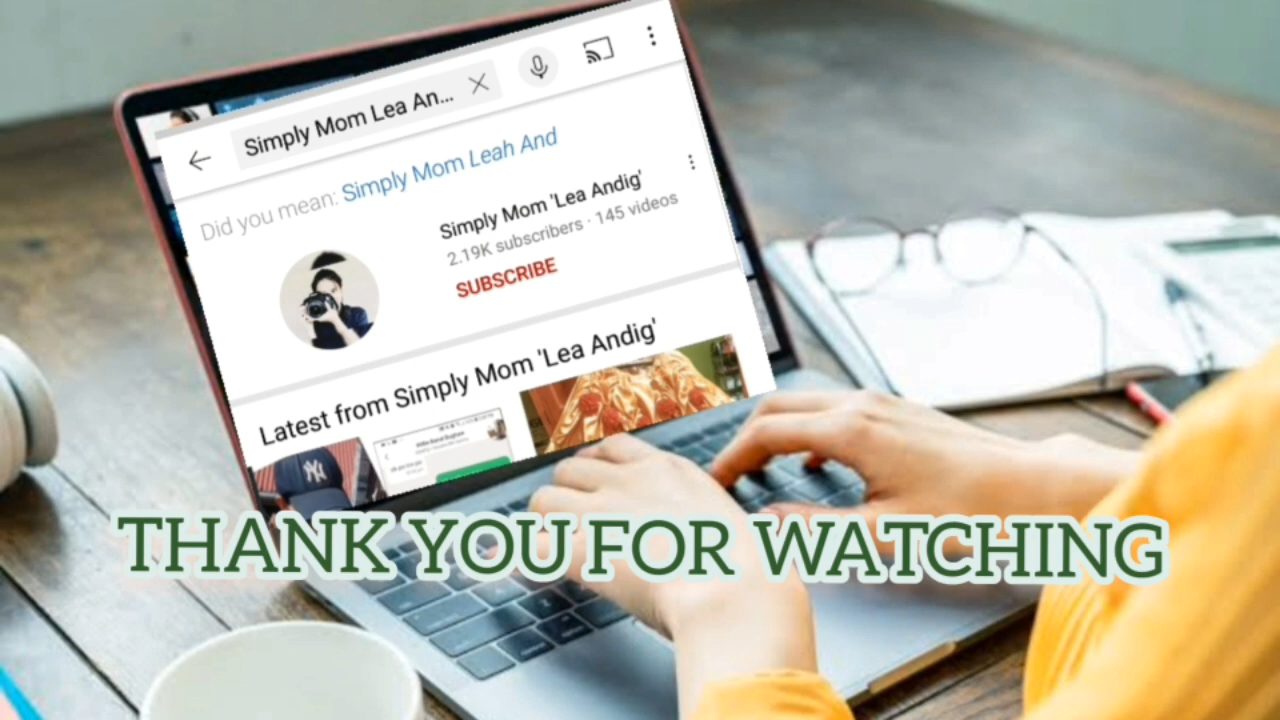 Simply Mom Lea An...
Did you mean: Simply Mom Leah And
Simply Mom 'Lea Andig'
2.19K subscribers · 145 videos
SUBSCRIBE
Latest from Simply Mom 'Lea Andig'
THANK YOU FOR WATCHING